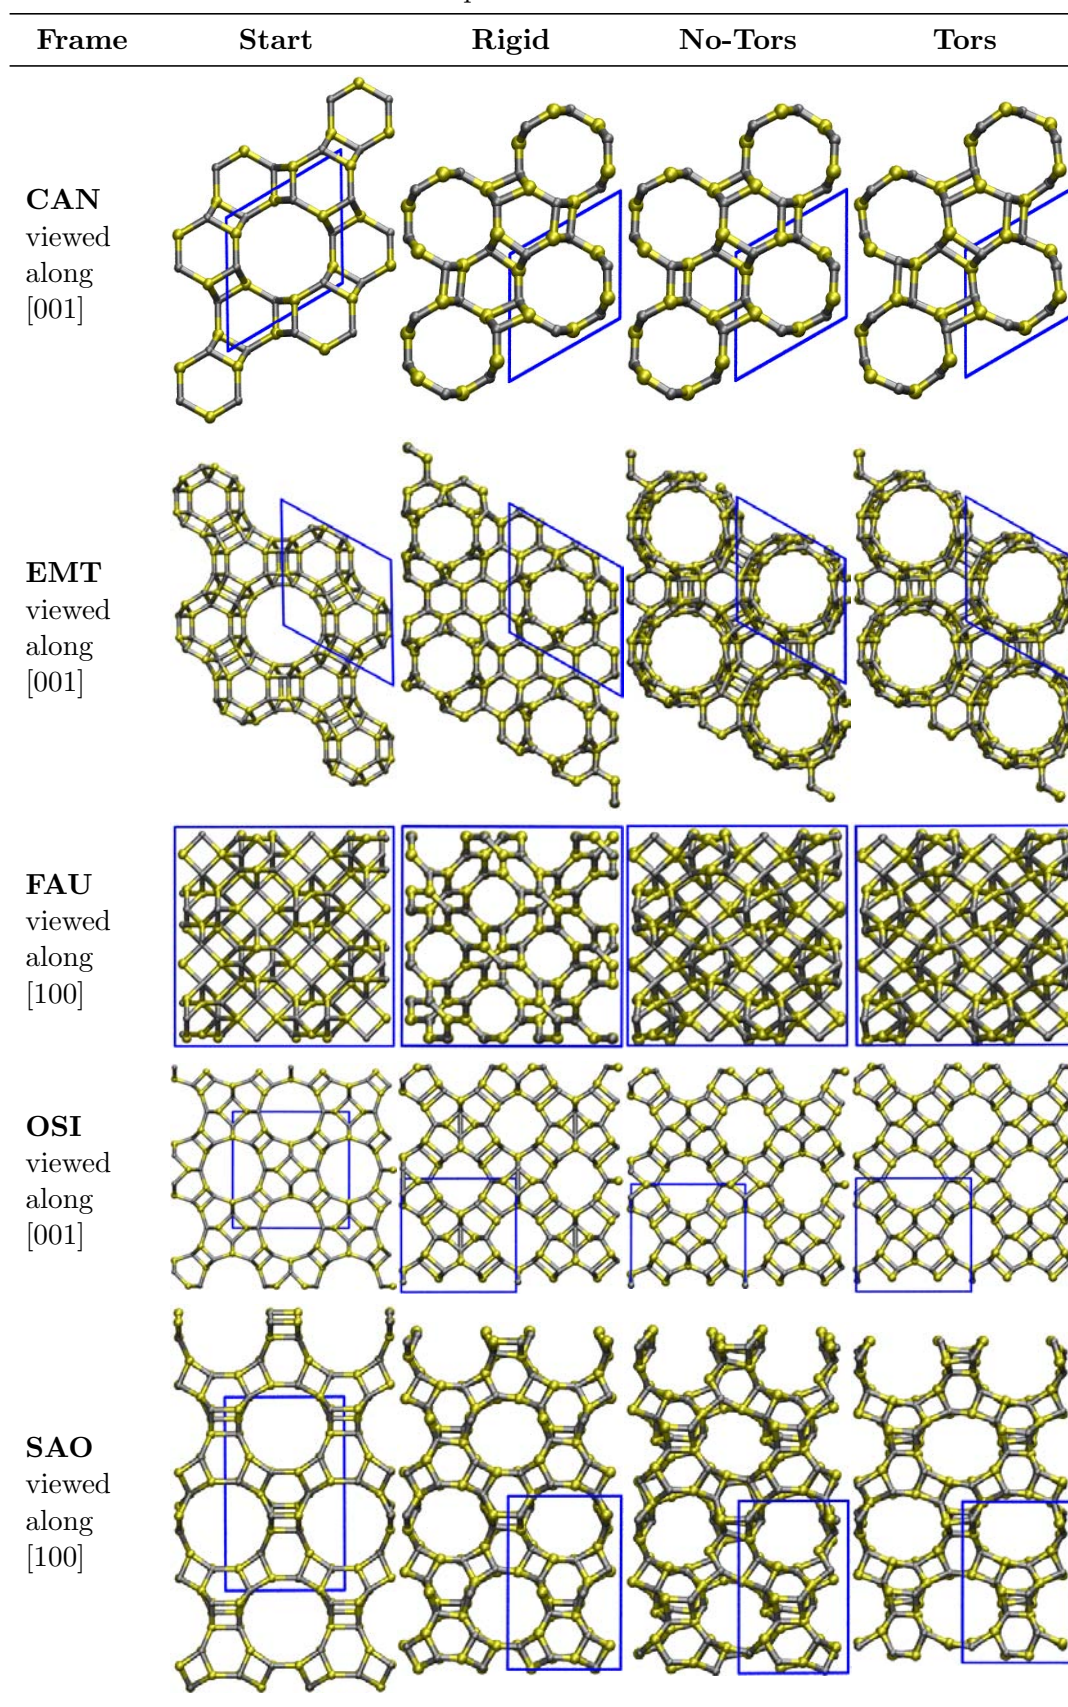 Frame Start Rigid No-Tors Tors
CAN
viewed
along
[001]
EMT
viewed
along
[001]
FAU
viewed
along
[100]
OSI
viewed
along
[001]
SAO
viewed
along
[100]